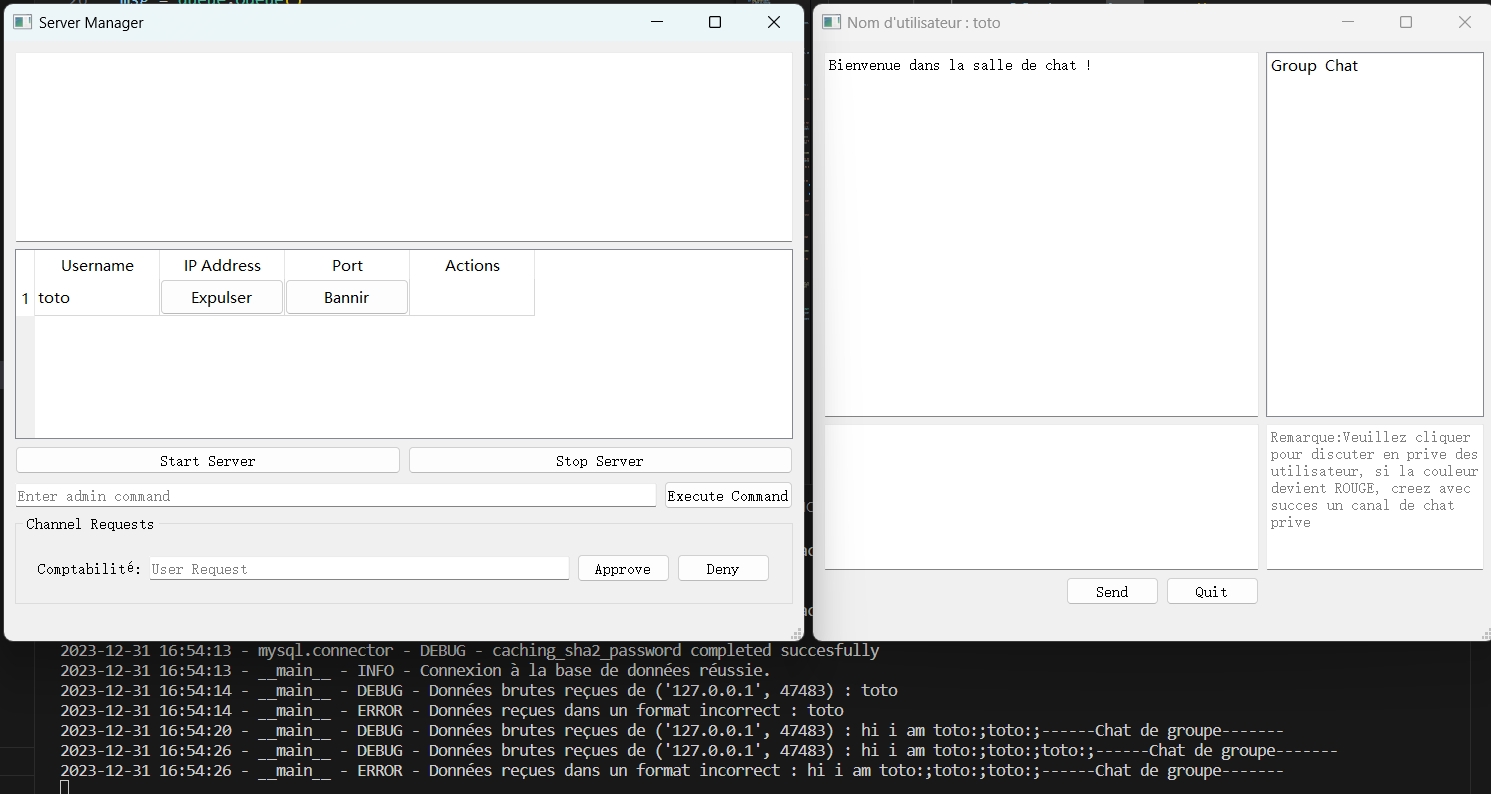 Server Manager
Username IP Address Port Actions
1 toto Expulser Bannir
Start Server Stop Server
Enter admin command Execute Command
Channel Requests
Comptabilité: User Request Approve Deny
Nom d'utilisateur : toto
Bienvenue dans la salle de chat !
Group Chat
Remarque:Veuillez cliquer
pour discuter en prive des
utilisateur, si la couleur
devient ROUGE, creez avec
succes un canal de chat
prive
Send Quit
2023-12-31 16:54:13 - mysql.connector - DEBUG - caching_sha2_password completed succesfully
2023-12-31 16:54:13 - __main__ - INFO - Connexion à la base de données réussie.
2023-12-31 16:54:14 - __main__ - DEBUG - Données brutes reçues de ('127.0.0.1', 47483) : toto
2023-12-31 16:54:14 - __main__ - ERROR - Données reçues dans un format incorrect : toto
2023-12-31 16:54:20 - __main__ - DEBUG - Données brutes reçues de ('127.0.0.1', 47483) : hi i am toto:;toto:;------Chat de groupe-------
2023-12-31 16:54:26 - __main__ - DEBUG - Données brutes reçues de ('127.0.0.1', 47483) : hi i am toto:;toto:;toto:;------Chat de groupe-------
2023-12-31 16:54:26 - __main__ - ERROR - Données reçues dans un format incorrect : hi i am toto:;toto:;toto:;------Chat de groupe-------